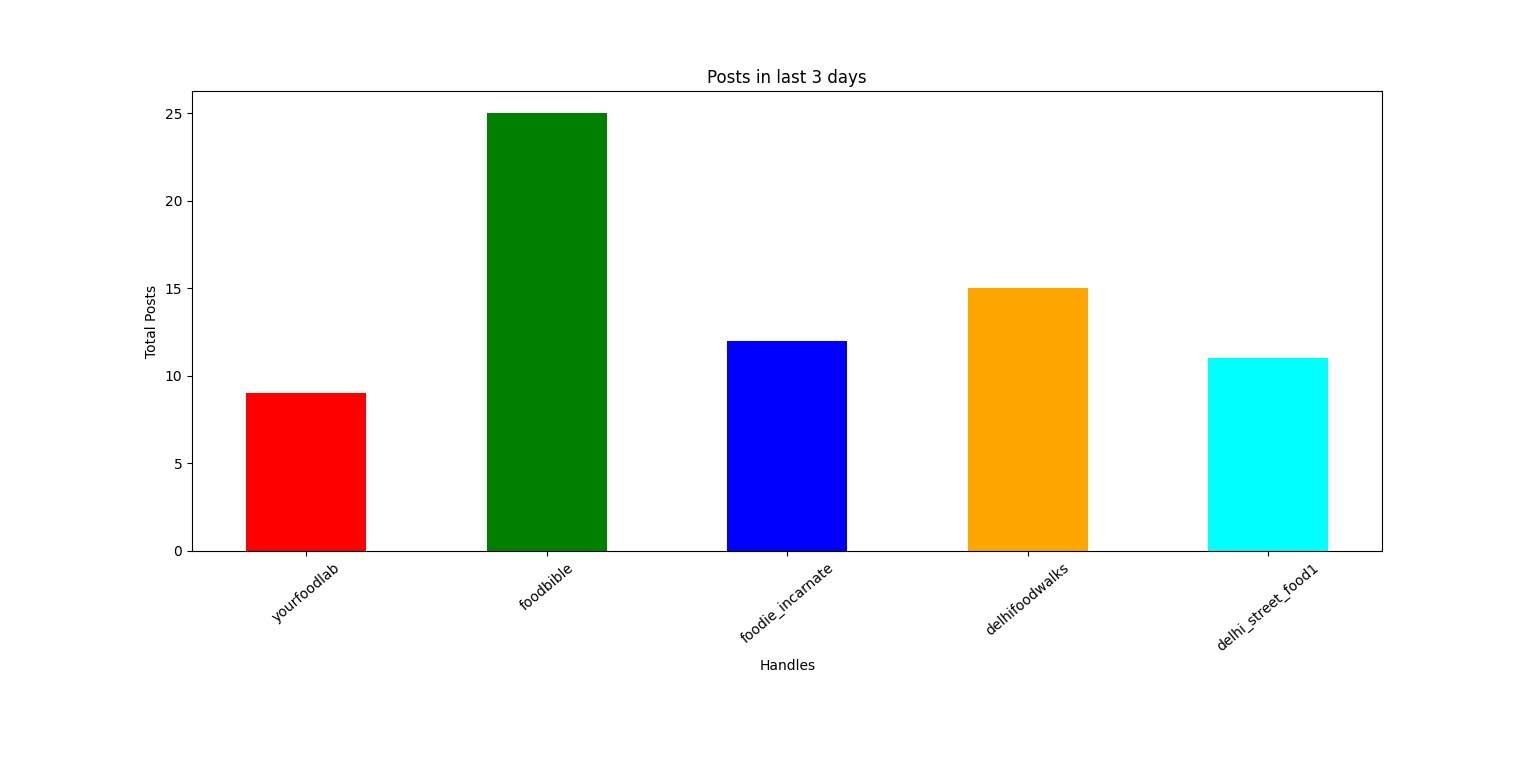 Posts in last 3 days
Total Posts
25
20
15
10
5
0
yourfoodlab
foodbible
foodie_incarnate
delhifoodwalks
delhi_street_food1
Handles